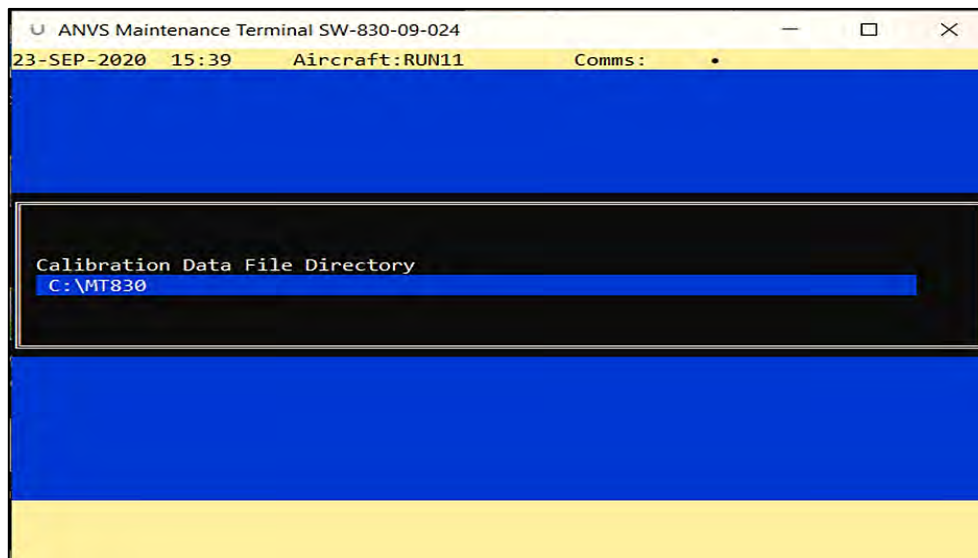 ANVS Maintenance Terminal SW-830-09-024
23-SEP-2020 15:39 Aircraft:RUN11 Comms: •
Calibration Data File Directory
C:\MT830